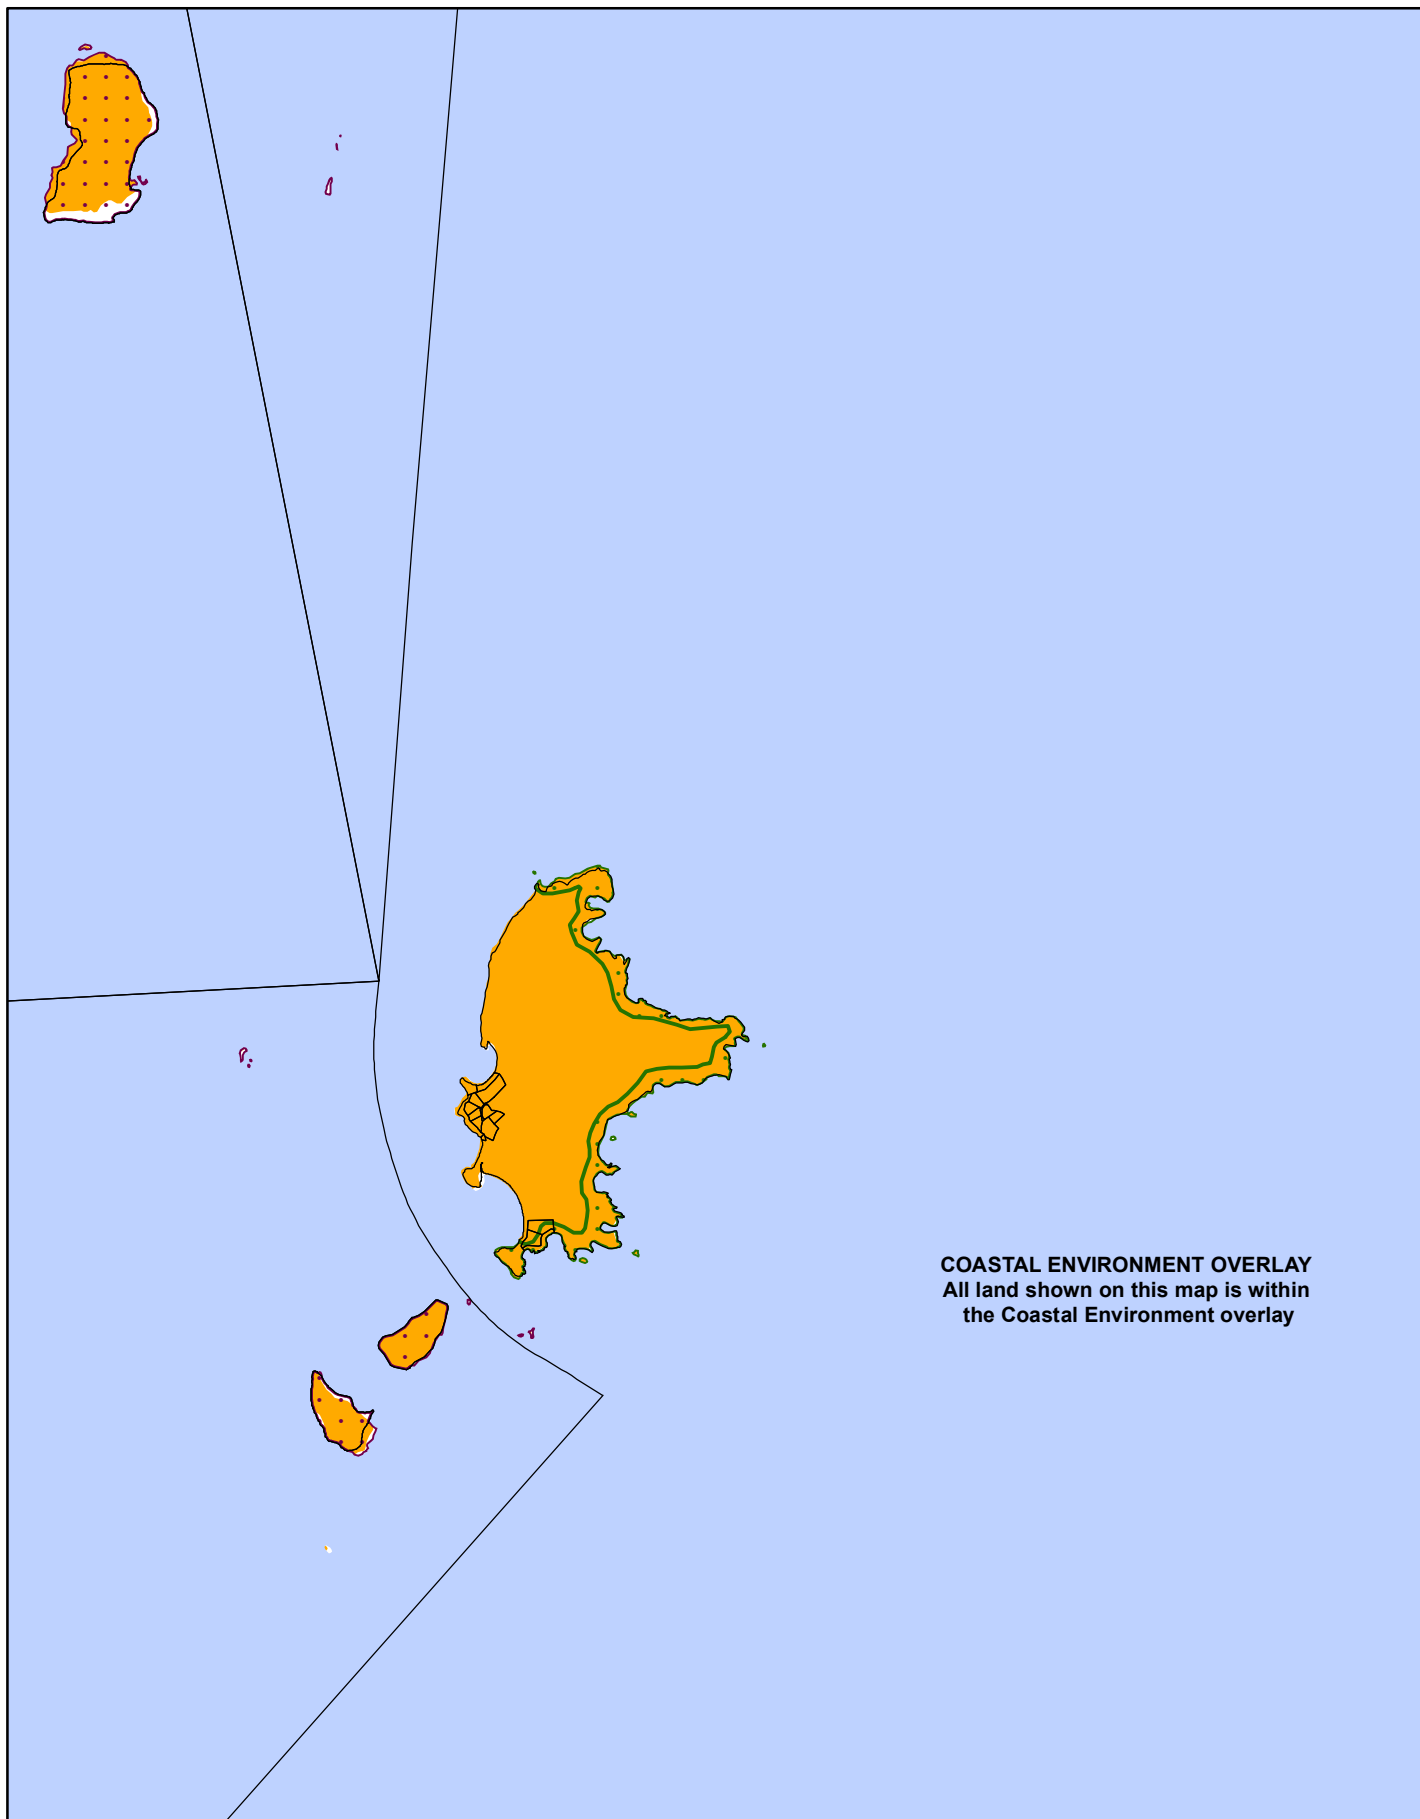 COASTAL ENVIRONMENT OVERLAY
All land shown on this map is within
the Coastal Environment overlay